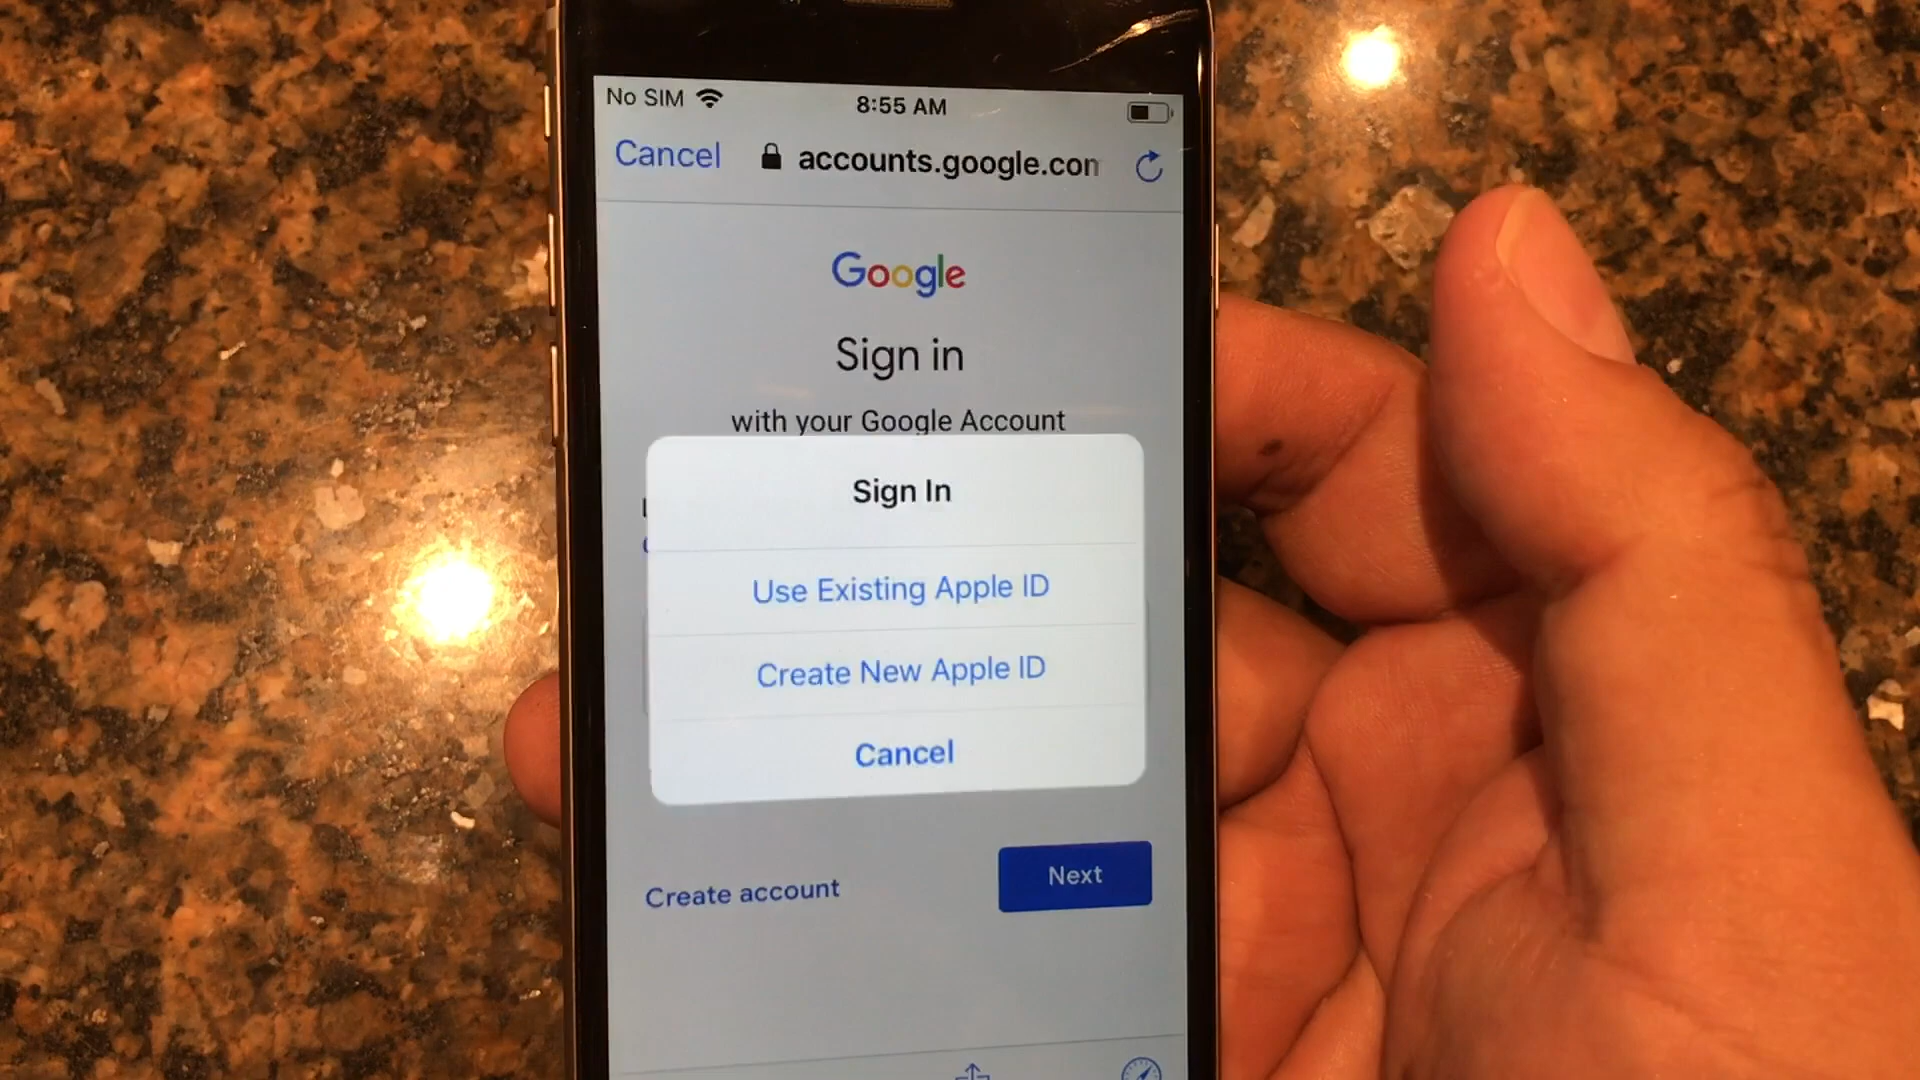 No SIM
8:55 AM
Cancel
accounts.google.con
Google
Sign in
with your Google Account
Sign In
Use Existing Apple ID
Create New Apple ID
Cancel
Create account
Next